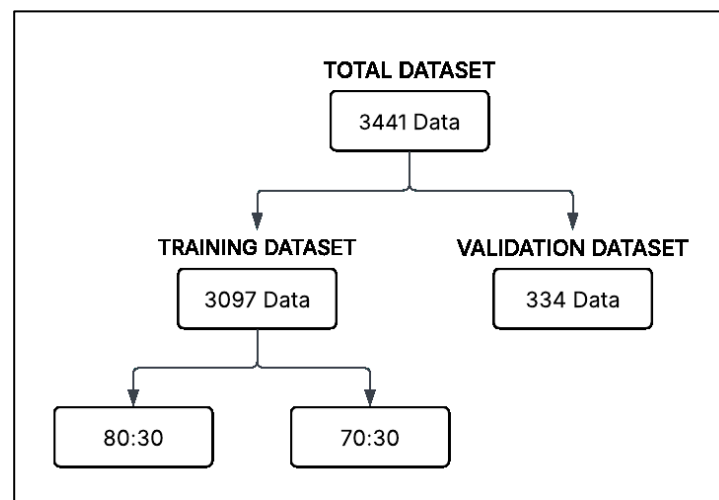 TOTAL DATASET
3441 Data
TRAINING DATASET
VALIDATION DATASET
3097 Data
334 Data
80:30
70:30